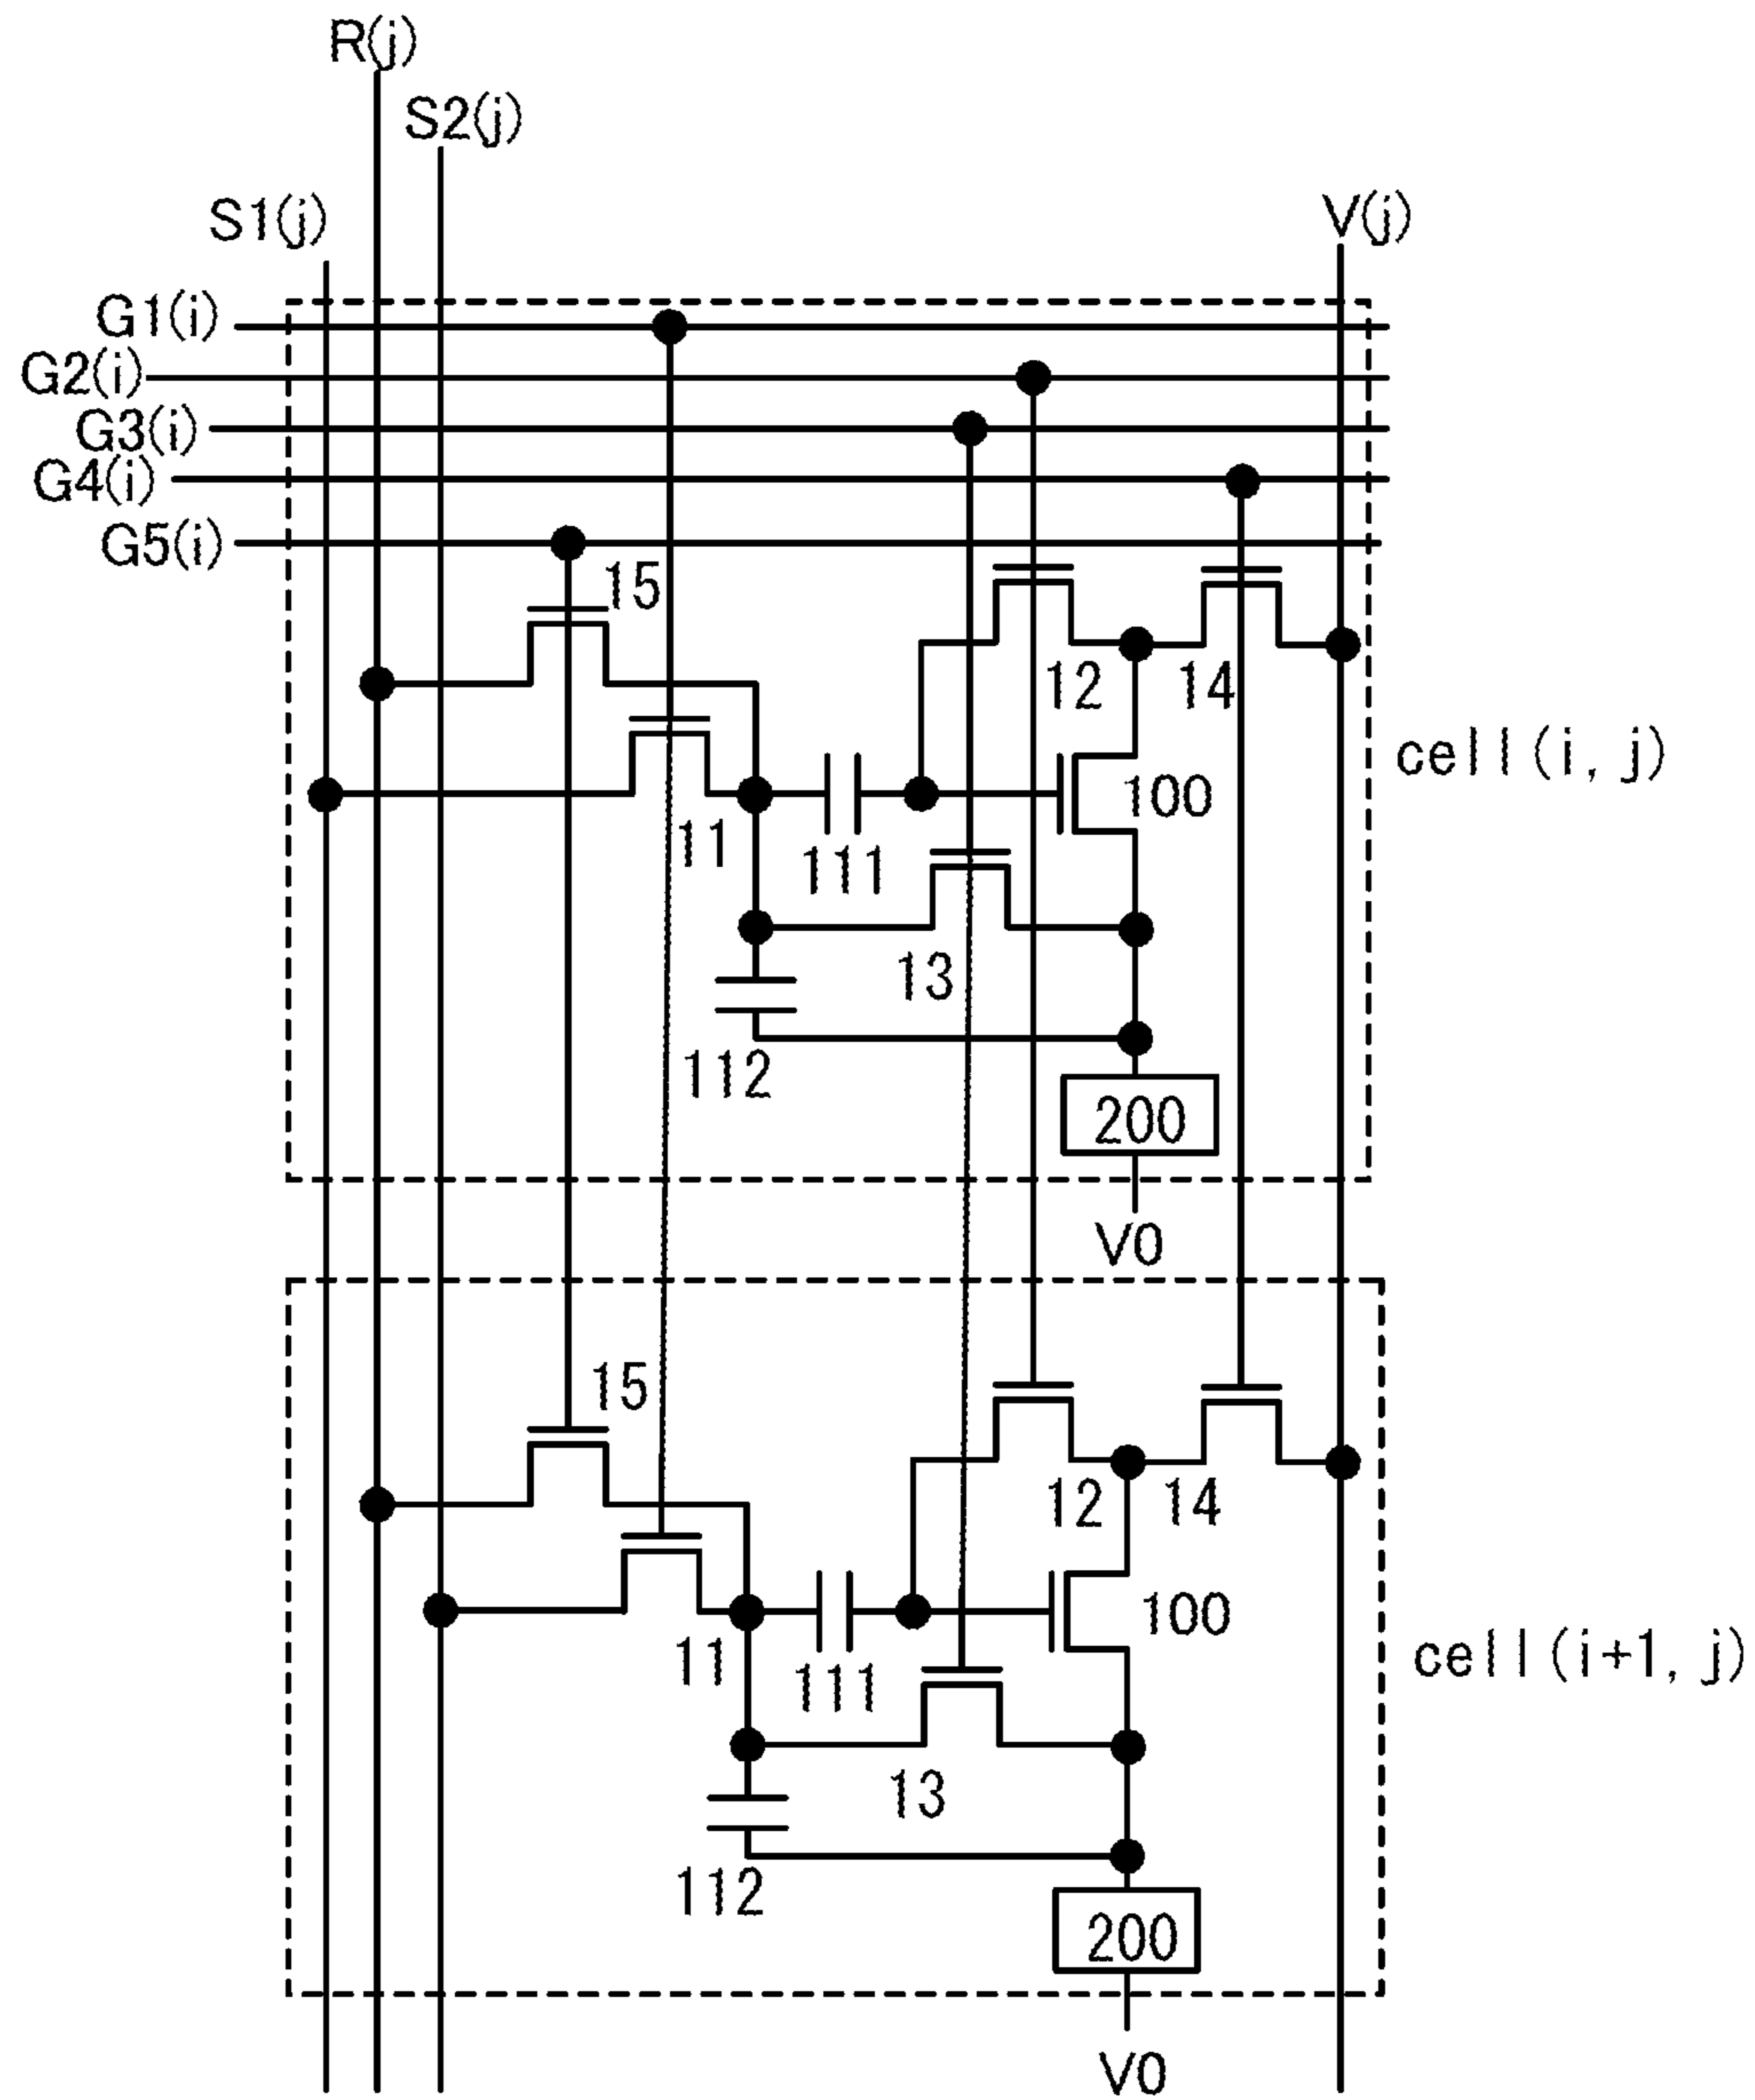 R(j)
S2(j)
S1(j)
V(j)
G1(i)
G2(i)
G3(i)
G4(i)
G5(i)
15
12
14
cell(i, j)
100
11
111
13
112
200
V0
15
12
14
100
11
111
cell(i+1, j)
13
112
200
V0